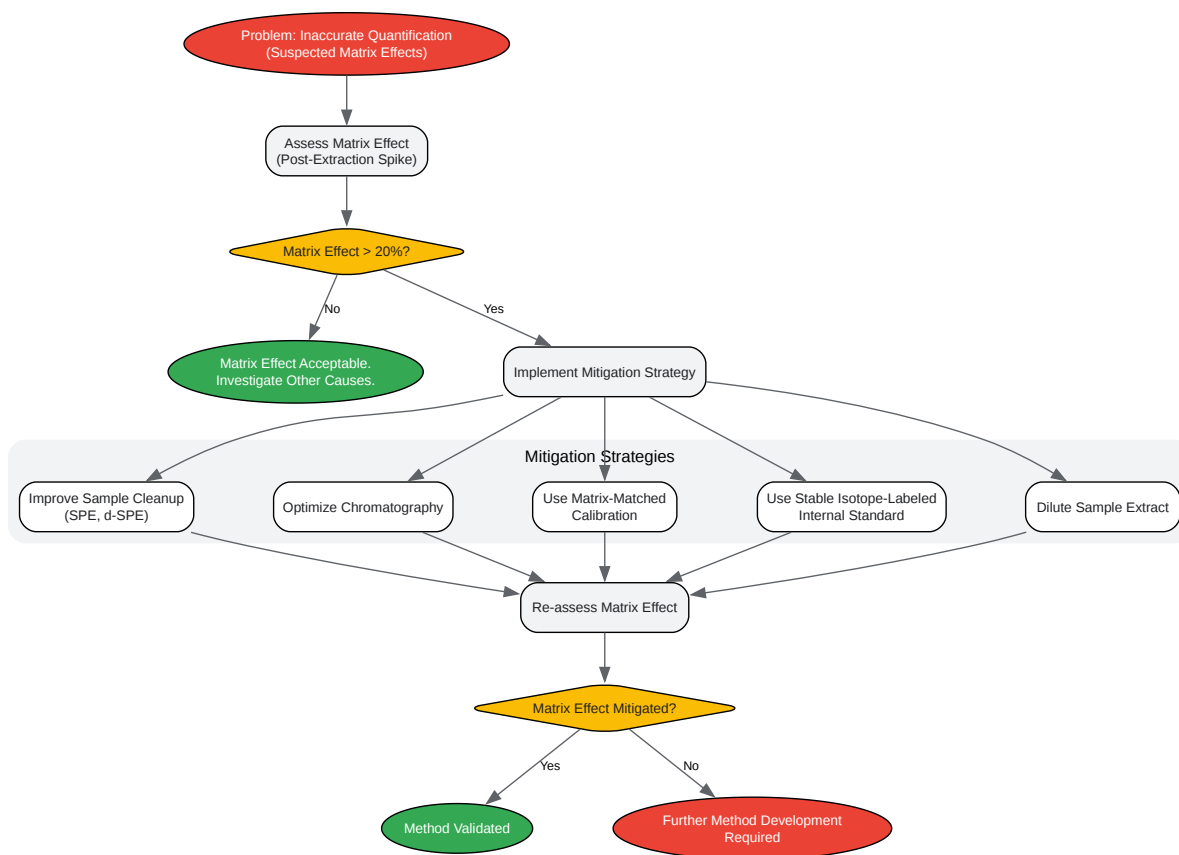 Problem: Inaccurate Quantification
(Suspected Matrix Effects)
Assess Matrix Effect
(Post-Extraction Spike)
Matrix Effect > 20%?
No
Yes
Matrix Effect Acceptable.
Investigate Other Causes.
Implement Mitigation Strategy
Mitigation Strategies
Improve Sample Cleanup
(SPE, d-SPE)
Optimize Chromatography
Use Matrix-Matched
Calibration
Use Stable Isotope-Labeled
Internal Standard
Dilute Sample Extract
Re-assess Matrix Effect
Matrix Effect Mitigated?
Yes
No
Method Validated
Further Method Development
Required